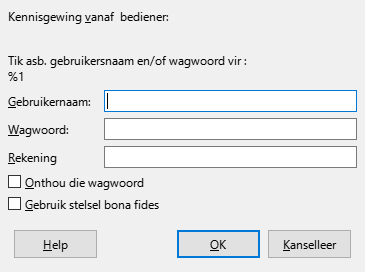 Kennisgewing vanaf  bediener:
Tik asb. gebruikersnaam en/of wagwoord vir :
%1
Gebruikernaam:
Wagwoord:
Rekening
Onthou die wagwoord
Gebruik stelsel bona fides
Help OK Kanselleer